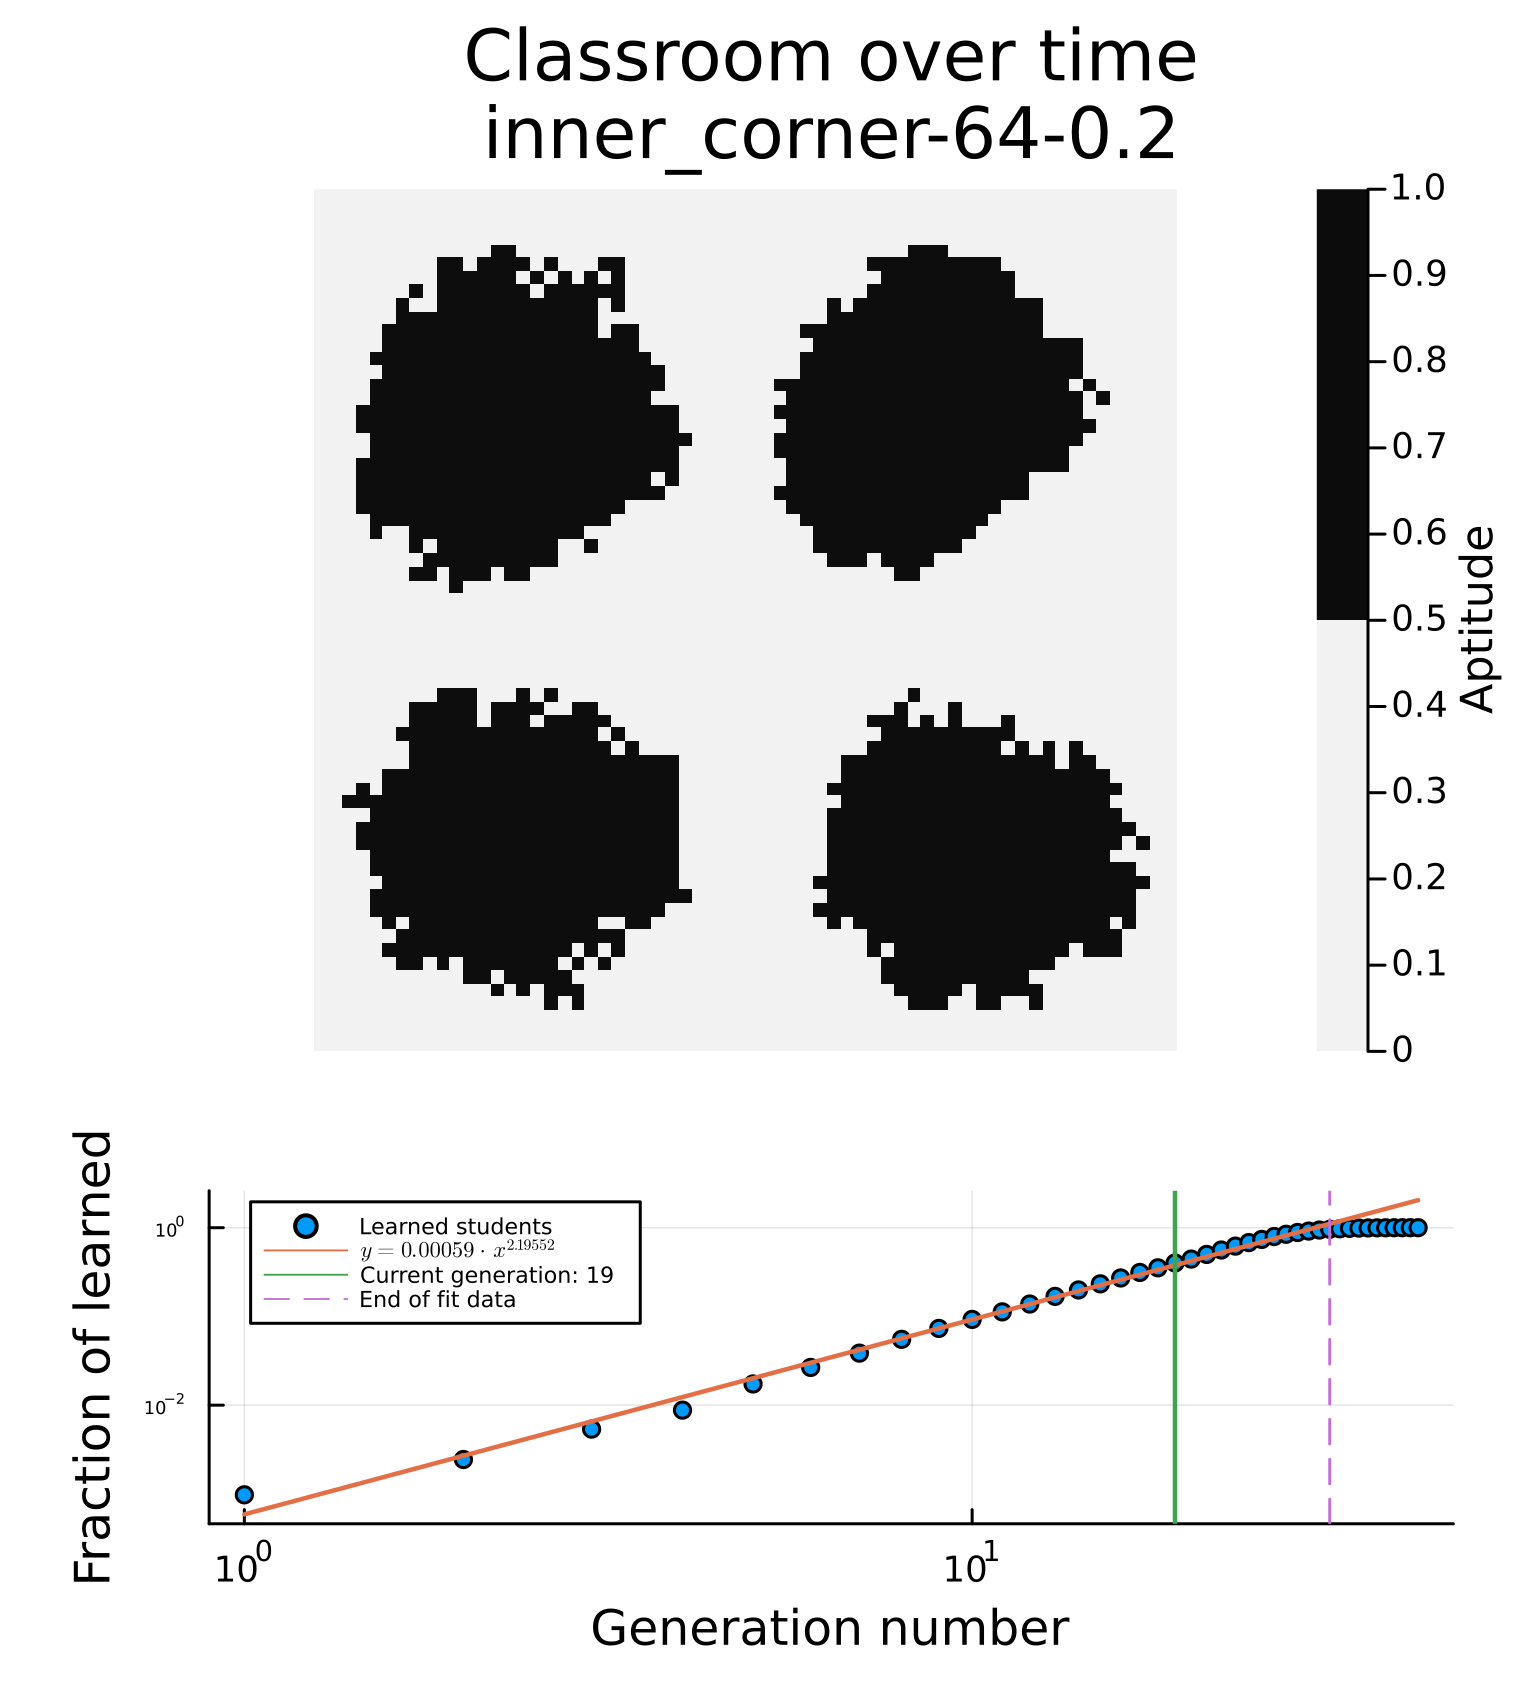 Classroom over time
inner_corner-64-0.2
1.0
0.9
0.8
0.7
0.6
0.5
0.4
0.3
0.2
0.1
0
Aptitude
Fraction of learned
10^0
10^-2
Learned students
y = 0.00059 · x^2.19552
Current generation: 19
End of fit data
10^0
10^1
Generation number